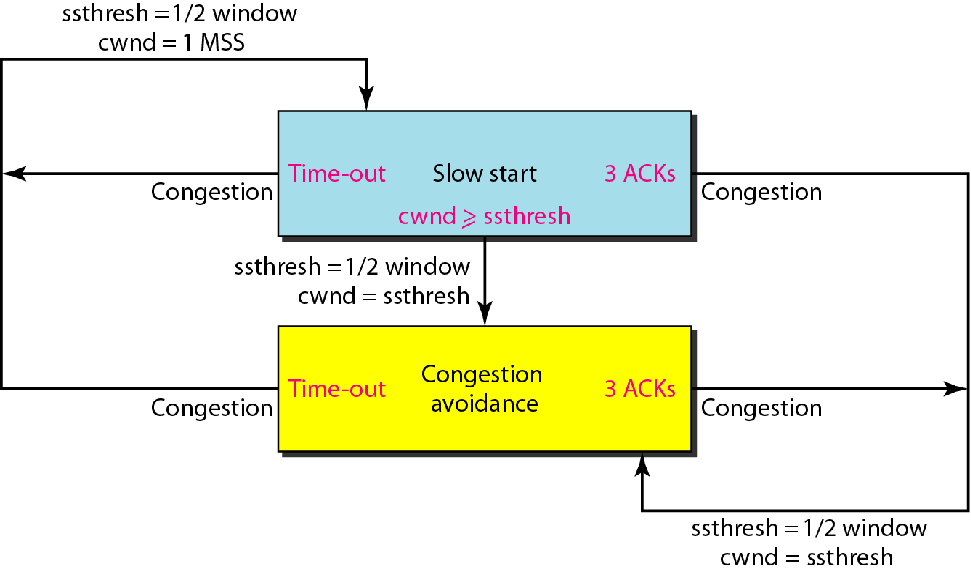 ssthresh = 1/2 window
cwnd = 1 MSS
Time-out Slow start 3 ACKs
Congestion Congestion
cwnd ⩾ ssthresh
ssthresh = 1/2 window
cwnd = ssthresh
Congestion
Time-out 3 ACKs
avoidance
Congestion Congestion
ssthresh = 1/2 window
cwnd = ssthresh